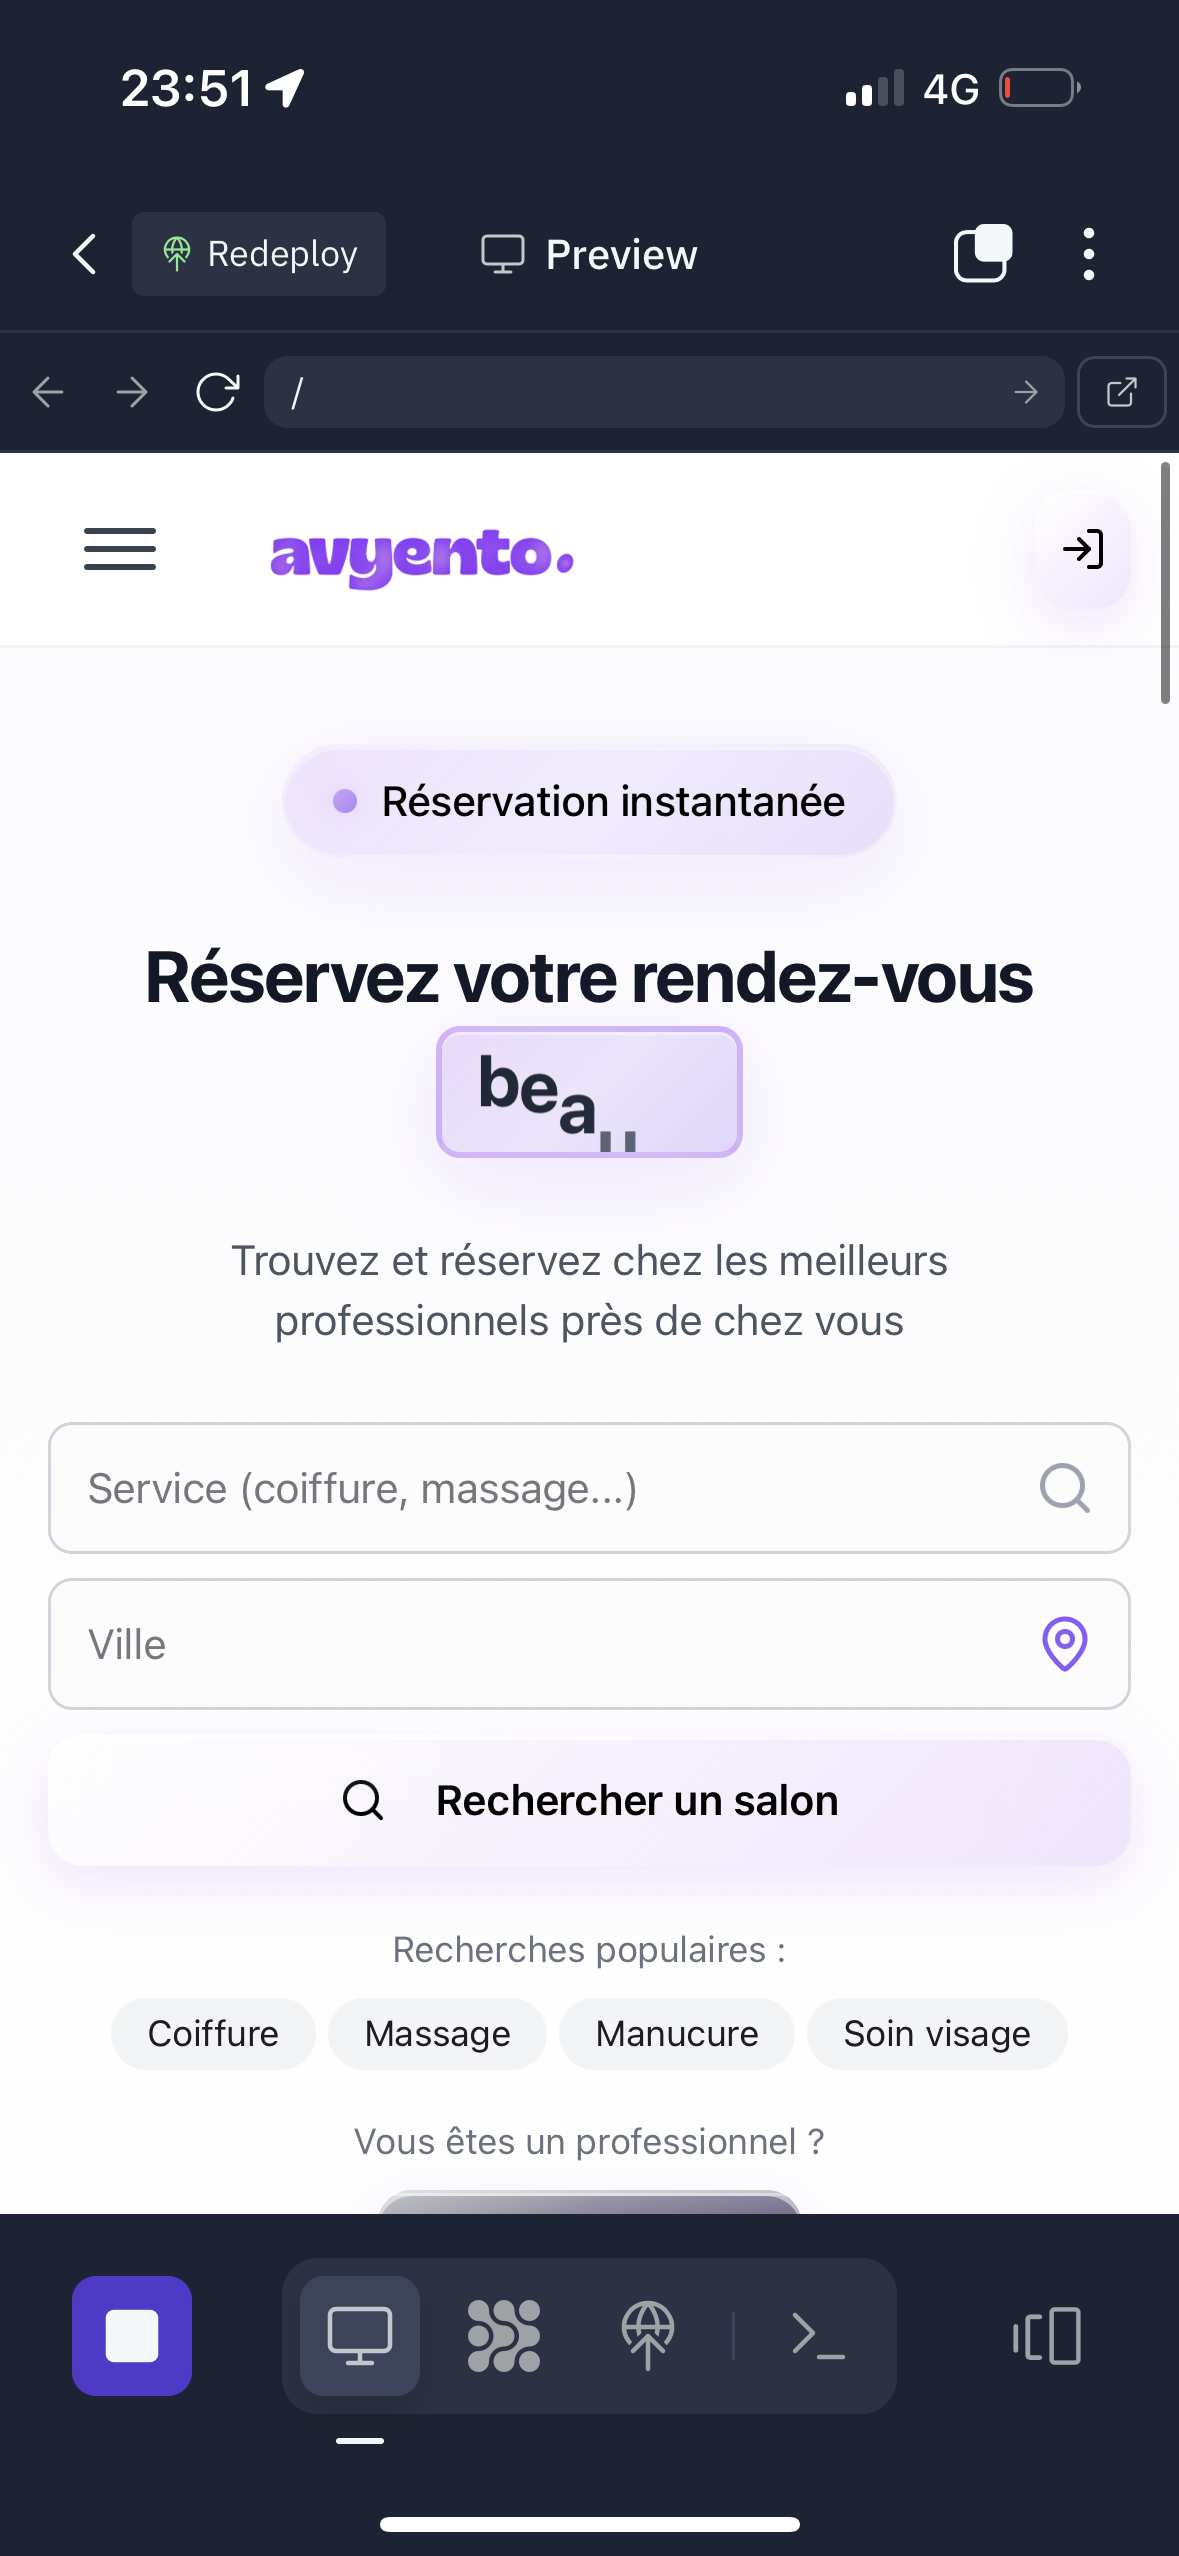 23:51
4G
Redeploy
Preview
/
avyento.
Réservation instantanée
Réservez votre rendez-vous
bea
Trouvez et réservez chez les meilleurs
professionnels près de chez vous
Service (coiffure, massage...)
Ville
Rechercher un salon
Recherches populaires :
Coiffure Massage Manucure Soin visage
Vous êtes un professionnel ?